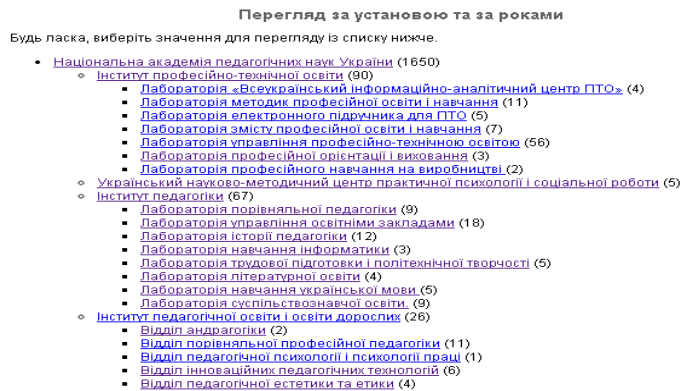 Перегляд за установою та за роками
Будь ласка, виберіть значення для перегляду із списку нижче.
Національна академія педагогічних наук України (1650)
Інститут професійно-технічної освіти (90)
Лабораторія «Всеукраїнський інформаційно-аналітичний центр ПТО» (4)
Лабораторія методик професійної освіти і навчання (11)
Лабораторія електронного підручника для ПТО (5)
Лабораторія змісту професійної освіти і навчання (7)
Лабораторія управління професійно-технічною освітою (56)
Лабораторія професійної орієнтації і виховання (3)
Лабораторія професійного навчання на виробництві (2)
Український науково-методичний центр практичної психології і соціальної роботи (5)
Інститут педагогіки (67)
Лабораторія порівняльної педагогіки (9)
Лабораторія управління освітніми закладами (18)
Лабораторія історії педагогіки (12)
Лабораторія навчання інформатики (3)
Лабораторія трудової підготовки і політехнічної творчості (5)
Лабораторія літературної освіти (4)
Лабораторія навчання української мови (5)
Лабораторія суспільствознавчої освіти. (9)
Інститут педагогічної освіти і освіти дорослих (26)
Відділ андрагогіки (2)
Відділ порівняльної професійної педагогіки (11)
Відділ педагогічної психології і психології праці (1)
Відділ інноваційних педагогічних технологій (6)
Відділ педагогічної естетики та етики (4)